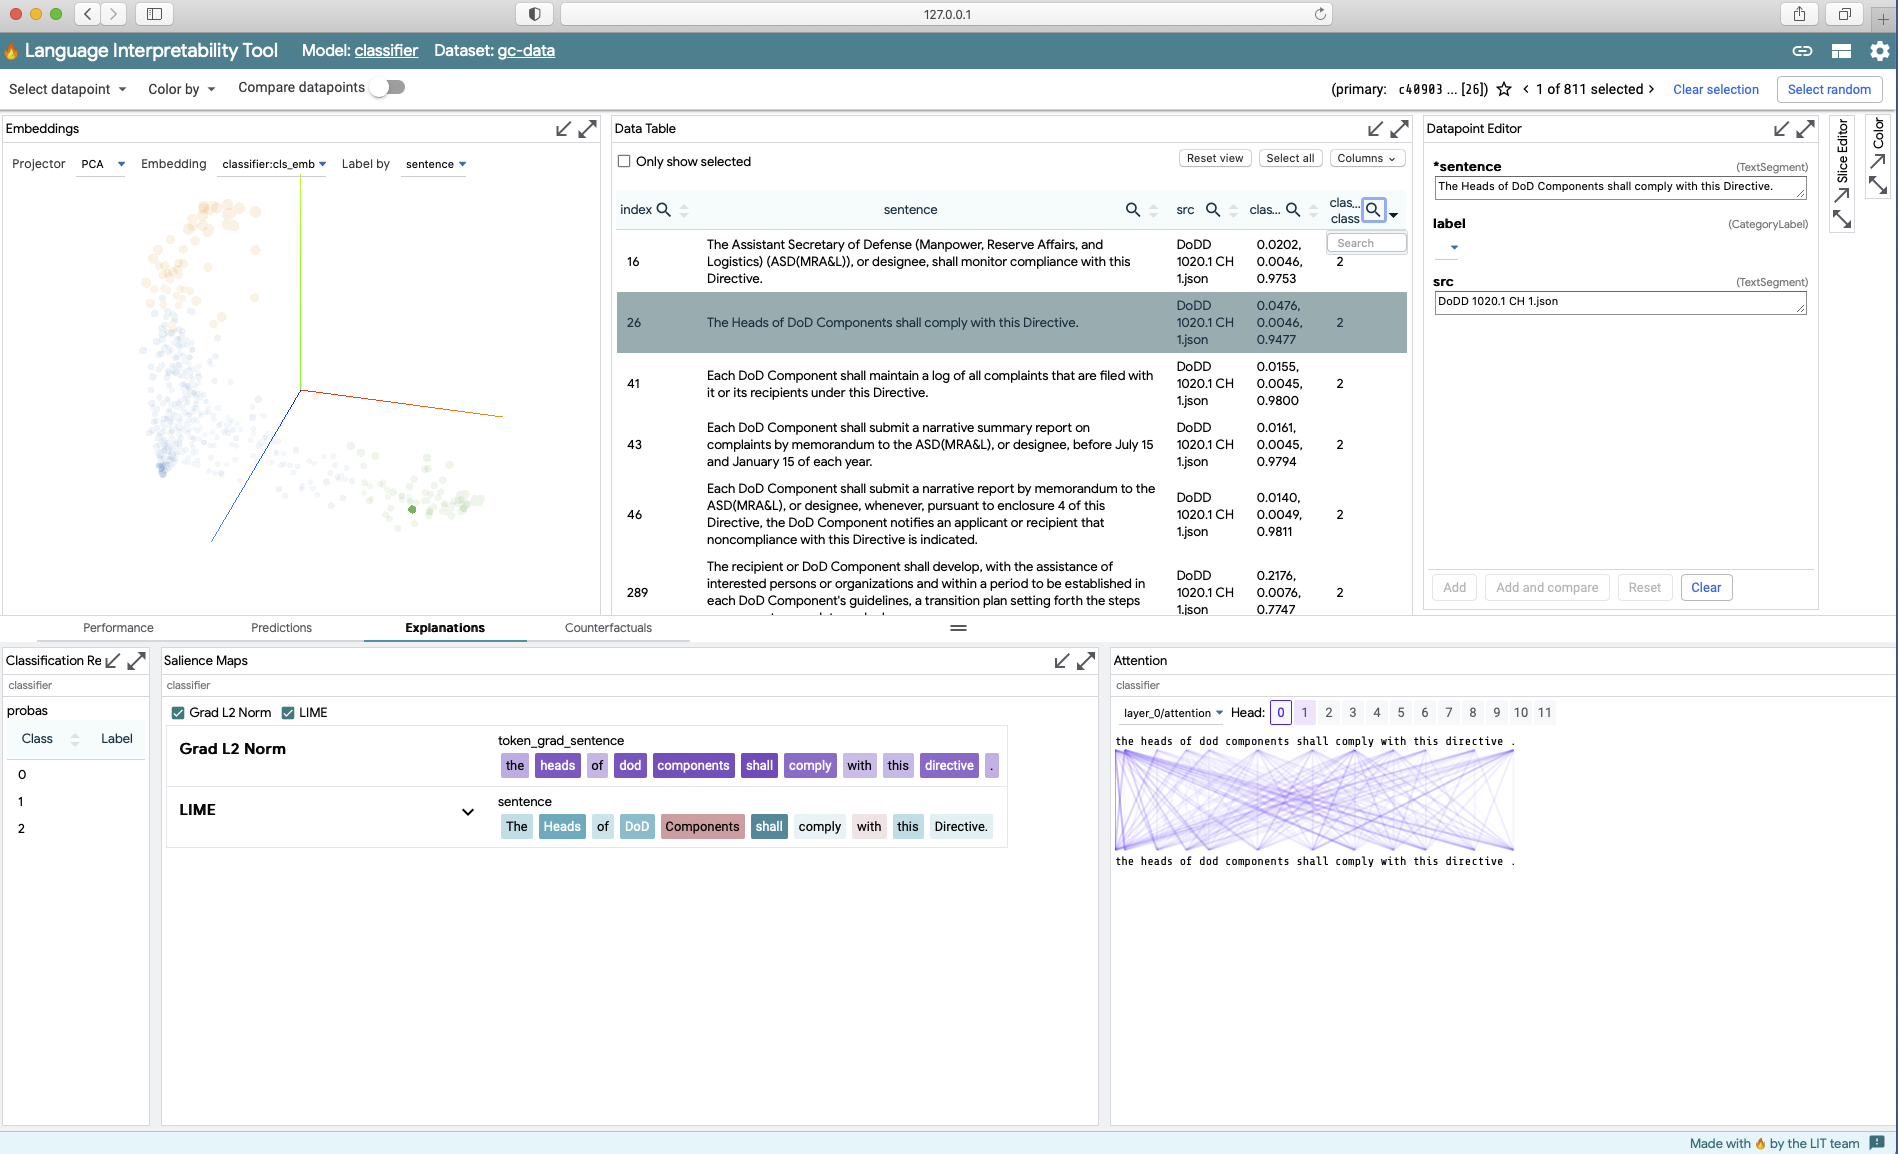 127.0.0.1
Language Interpretability Tool Model: classifier Dataset: gc-data
Select datapoint Color by Compare datapoints (primary: c40903 ... [26]) 1 of 811 selected Clear selection Select random
Embeddings
Projector PCA Embedding classifier:cls_emb Label by sentence
Data Table
Only show selected Reset view Select all Columns
index sentence src clas... clas... class
Search
16 The Assistant Secretary of Defense (Manpower, Reserve Affairs, and Logistics) (ASD(MRA&L)), or designee, shall monitor compliance with this Directive. DoDD 1020.1 CH 1.json 0.0202, 0.0046, 0.9753 2
26 The Heads of DoD Components shall comply with this Directive. DoDD 1020.1 CH 1.json 0.0476, 0.0046, 0.9477 2
41 Each DoD Component shall maintain a log of all complaints that are filed with it or its recipients under this Directive. DoDD 1020.1 CH 1.json 0.0155, 0.0045, 0.9800 2
43 Each DoD Component shall submit a narrative summary report on complaints by memorandum to the ASD(MRA&L), or designee, before July 15 and January 15 of each year. DoDD 1020.1 CH 1.json 0.0161, 0.0045, 0.9794 2
46 Each DoD Component shall submit a narrative report by memorandum to the ASD(MRA&L), or designee, whenever, pursuant to enclosure 4 of this Directive, the DoD Component notifies an applicant or recipient that noncompliance with this Directive is indicated. DoDD 1020.1 CH 1.json 0.0140, 0.0049, 0.9811 2
289 The recipient or DoD Component shall develop, with the assistance of interested persons or organizations and within a period to be established in each DoD Component's guidelines, a transition plan setting forth the steps DoDD 1020.1 CH 1.json 0.2176, 0.0076, 0.7747 2
Datapoint Editor
*sentence (TextSegment)
The Heads of DoD Components shall comply with this Directive.
label (CategoryLabel)
src (TextSegment)
DoDD 1020.1 CH 1.json
Add Add and compare Reset Clear
Slice Editor
Color
Performance Predictions Explanations Counterfactuals
Classification Re
classifier
probas
Class Label
0
1
2
Salience Maps
classifier
Grad L2 Norm LIME
Grad L2 Norm
token_grad_sentence
the heads of dod components shall comply with this directive .
LIME
sentence
The Heads of DoD Components shall comply with this Directive.
Attention
classifier
layer_0/attention Head: 0 1 2 3 4 5 6 7 8 9 10 11
the heads of dod components shall comply with this directive .
the heads of dod components shall comply with this directive .
Made with by the LIT team